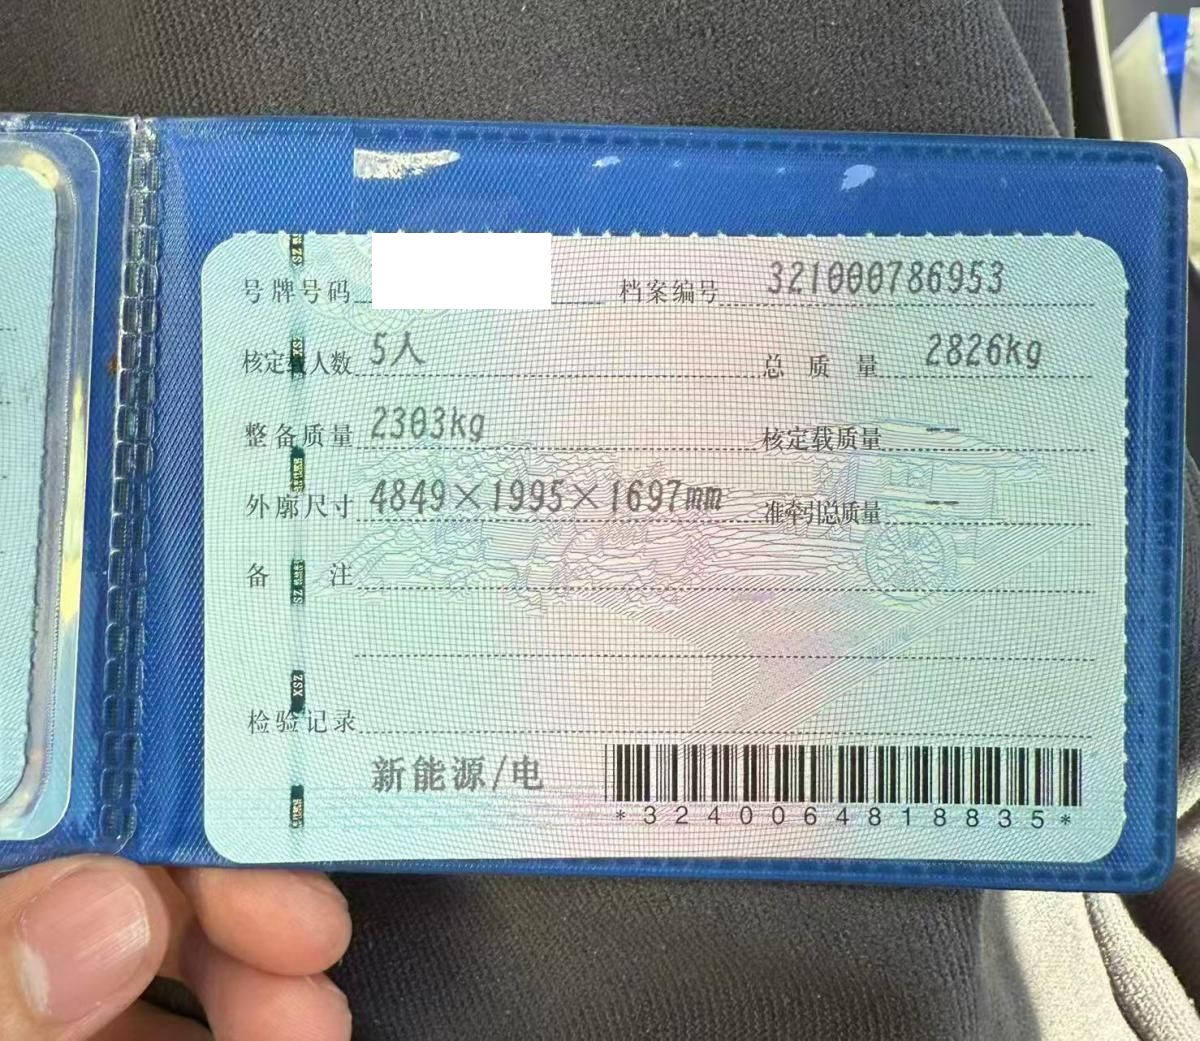 号牌号码 档案编号 321000786953
核定载人数 5人 总质量 2826kg
整备质量 2303kg 核定载质量 --
外廓尺寸 4849×1995×1697mm 准牵引总质量 --
备注
检验记录
新能源/电
*3240064818835*
XSZ